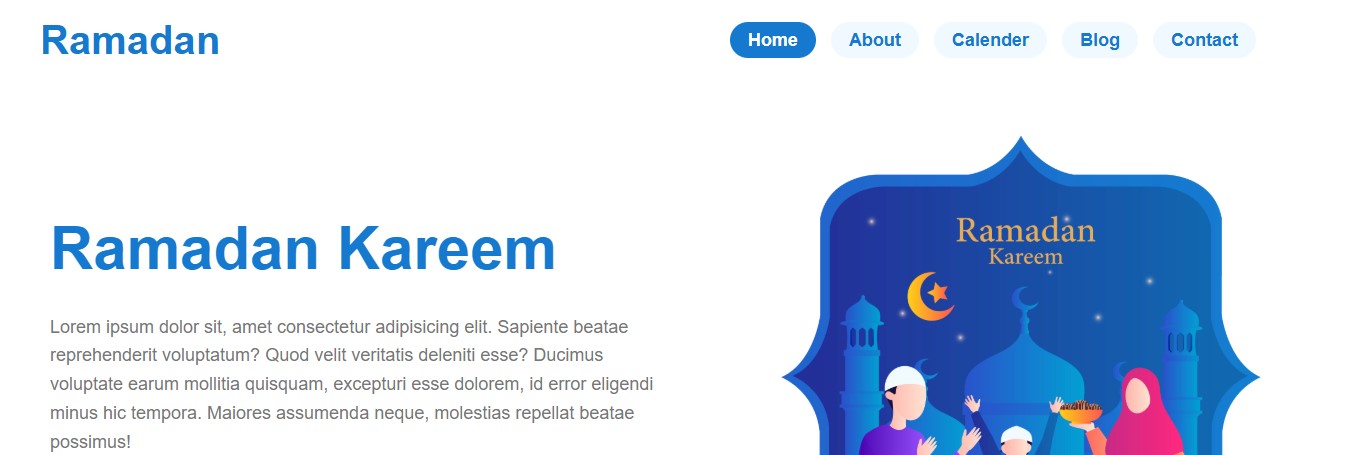 Ramadan
Home About Calender Blog Contact
Ramadan Kareem
Lorem ipsum dolor sit, amet consectetur adipisicing elit. Sapiente beatae
reprehenderit voluptatum? Quod velit veritatis deleniti esse? Ducimus
voluptate earum mollitia quisquam, excepturi esse dolorem, id error eligendi
minus hic tempora. Maiores assumenda neque, molestias repellat beatae
possimus!
Ramadan
Kareem